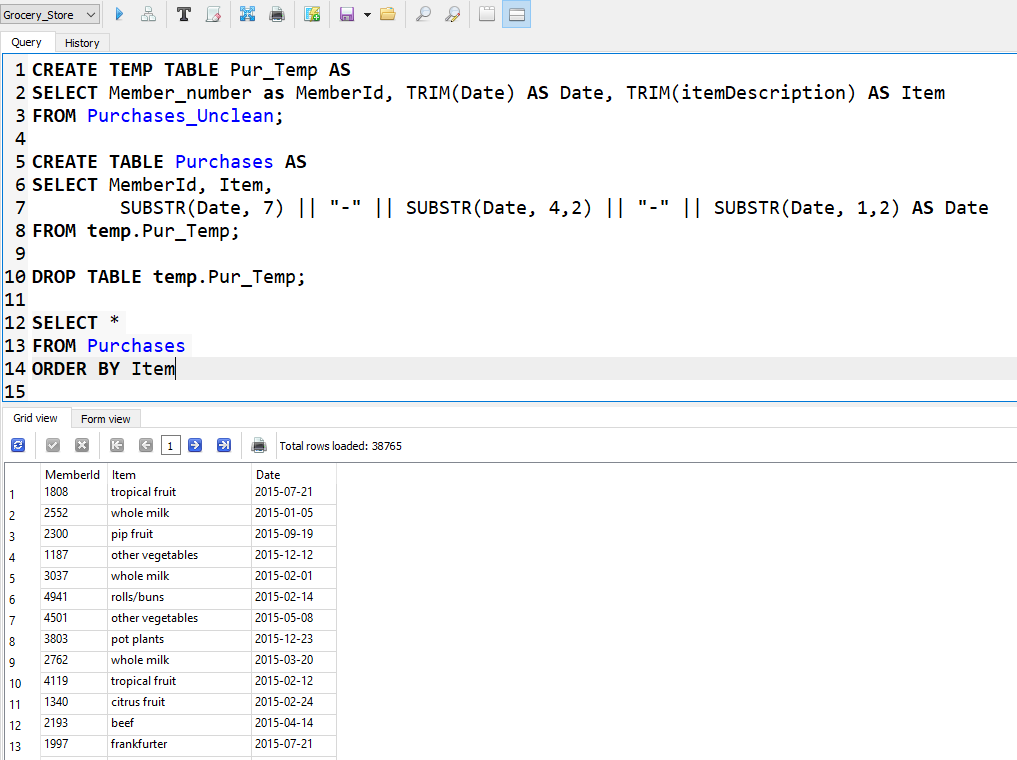 Grocery_Store
Query History
1 CREATE TEMP TABLE Pur_Temp AS
2 SELECT Member_number as MemberId, TRIM(Date) AS Date, TRIM(itemDescription) AS Item
3 FROM Purchases_Unclean;
4
5 CREATE TABLE Purchases AS
6 SELECT MemberId, Item,
7 SUBSTR(Date, 7) || "-" || SUBSTR(Date, 4,2) || "-" || SUBSTR(Date, 1,2) AS Date
8 FROM temp.Pur_Temp;
9
10 DROP TABLE temp.Pur_Temp;
11
12 SELECT *
13 FROM Purchases
14 ORDER BY Item
15
Grid view Form view
1 Total rows loaded: 38765
MemberId Item Date
1 1808 tropical fruit 2015-07-21
2 2552 whole milk 2015-01-05
3 2300 pip fruit 2015-09-19
4 1187 other vegetables 2015-12-12
5 3037 whole milk 2015-02-01
6 4941 rolls/buns 2015-02-14
7 4501 other vegetables 2015-05-08
8 3803 pot plants 2015-12-23
9 2762 whole milk 2015-03-20
10 4119 tropical fruit 2015-02-12
11 1340 citrus fruit 2015-02-24
12 2193 beef 2015-04-14
13 1997 frankfurter 2015-07-21